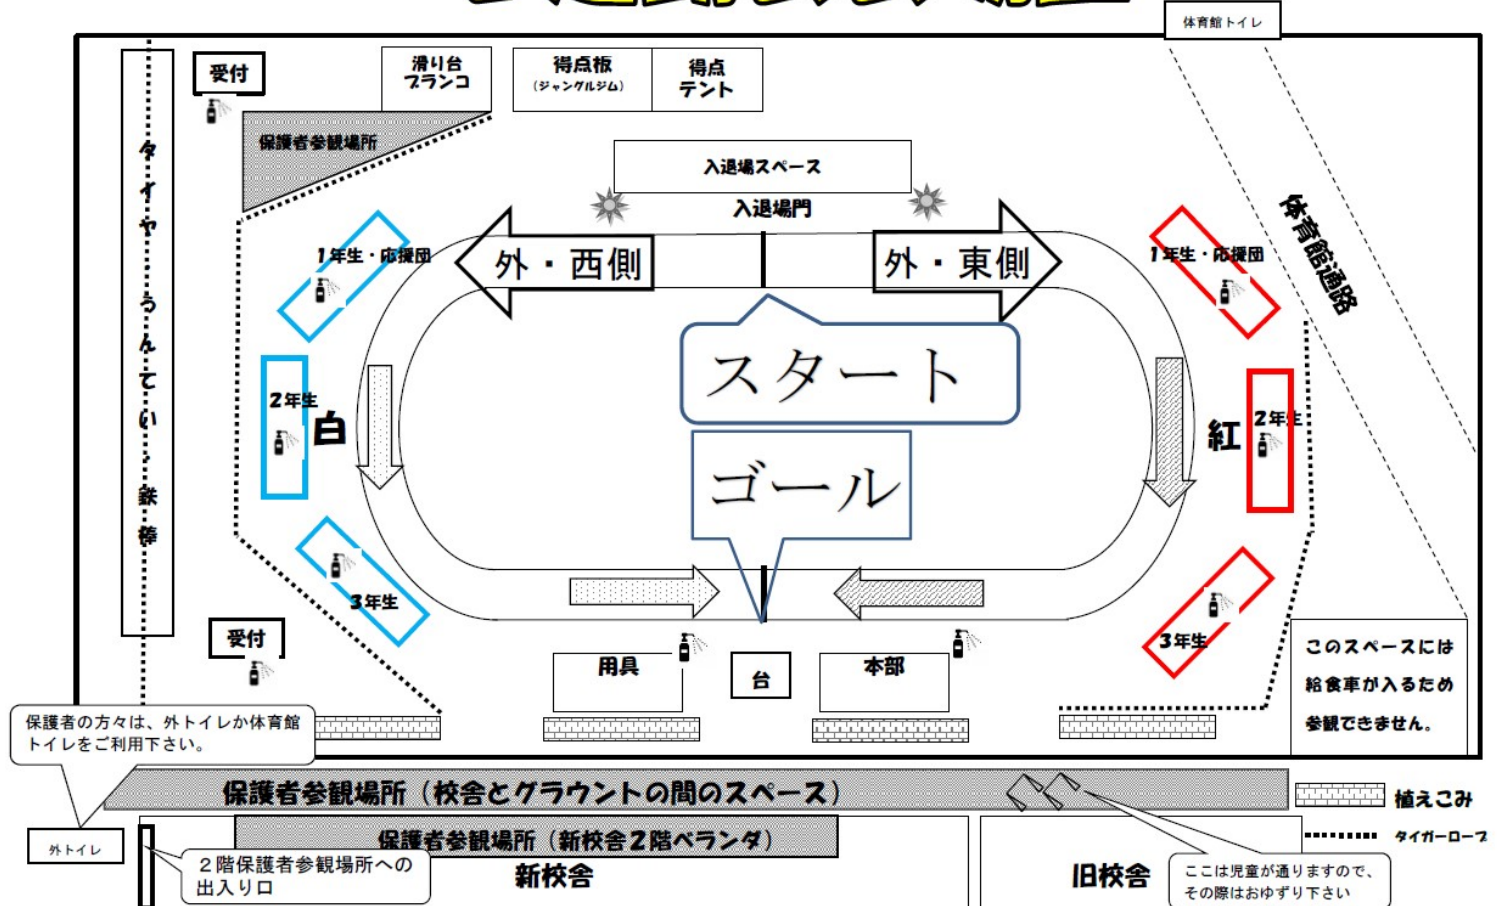 体育館トイレ
受付
滑り台
ブランコ
得点板
(ジャングルジム)
得点
テント
保護者参観場所
入退場スペース
入退場門
タイヤ・うんてい・鉄棒
1年生・応援団
外・西側
外・東側
1年生・応援団
体育館通路
スタート
2年生
白
紅
2年生
ゴール
3年生
3年生
受付
用具
台
本部
このスペースには
給食車が入るため
参観できません。
保護者の方々は、外トイレか体育館
トイレをご利用下さい。
保護者参観場所(校舎とグラウントの間のスペース)
植えこみ
保護者参観場所(新校舎2階ベランダ)
タイガーロープ
外トイレ
2階保護者参観場所への
出入り口
新校舎
旧校舎
ここは児童が通りますので、
その際はおゆずり下さい